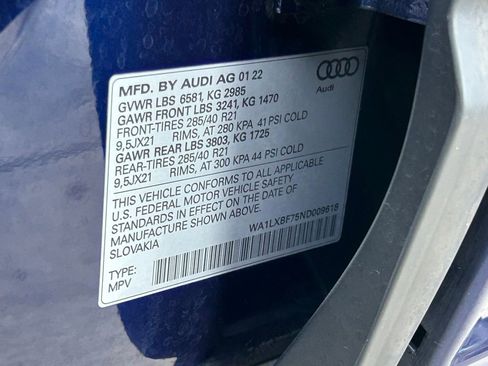 MFD. BY AUDI AG 01 22
GVWR LBS 6581, KG 2985
GAWR FRONT LBS 3241, KG 1470
FRONT-TIRES 285/40 R21
9,5JX21 RIMS, AT 280 KPA 41 PSI COLD
GAWR REAR LBS 3803, KG 1725
REAR-TIRES 285/40 R21
9,5JX21 RIMS, AT 300 KPA 44 PSI COLD
THIS VEHICLE CONFORMS TO ALL APPLICABLE
U.S. FEDERAL MOTOR VEHICLE SAFETY
STANDARDS IN EFFECT ON THE DATE OF
MANUFACTURE SHOWN ABOVE.
SLOVAKIA WA1LXBF75ND009618
TYPE:
MPV
Audi